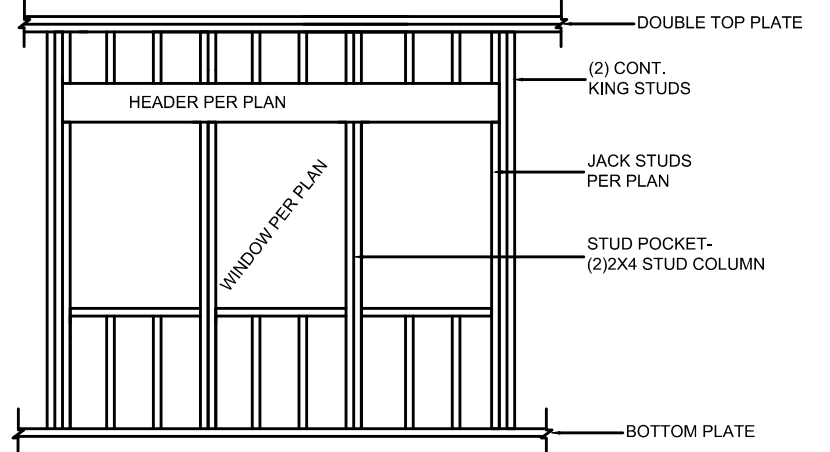 DOUBLE TOP PLATE
(2) CONT.
KING STUDS
HEADER PER PLAN
JACK STUDS
PER PLAN
WINDOW PER PLAN
STUD POCKET-
(2)2X4 STUD COLUMN
BOTTOM PLATE